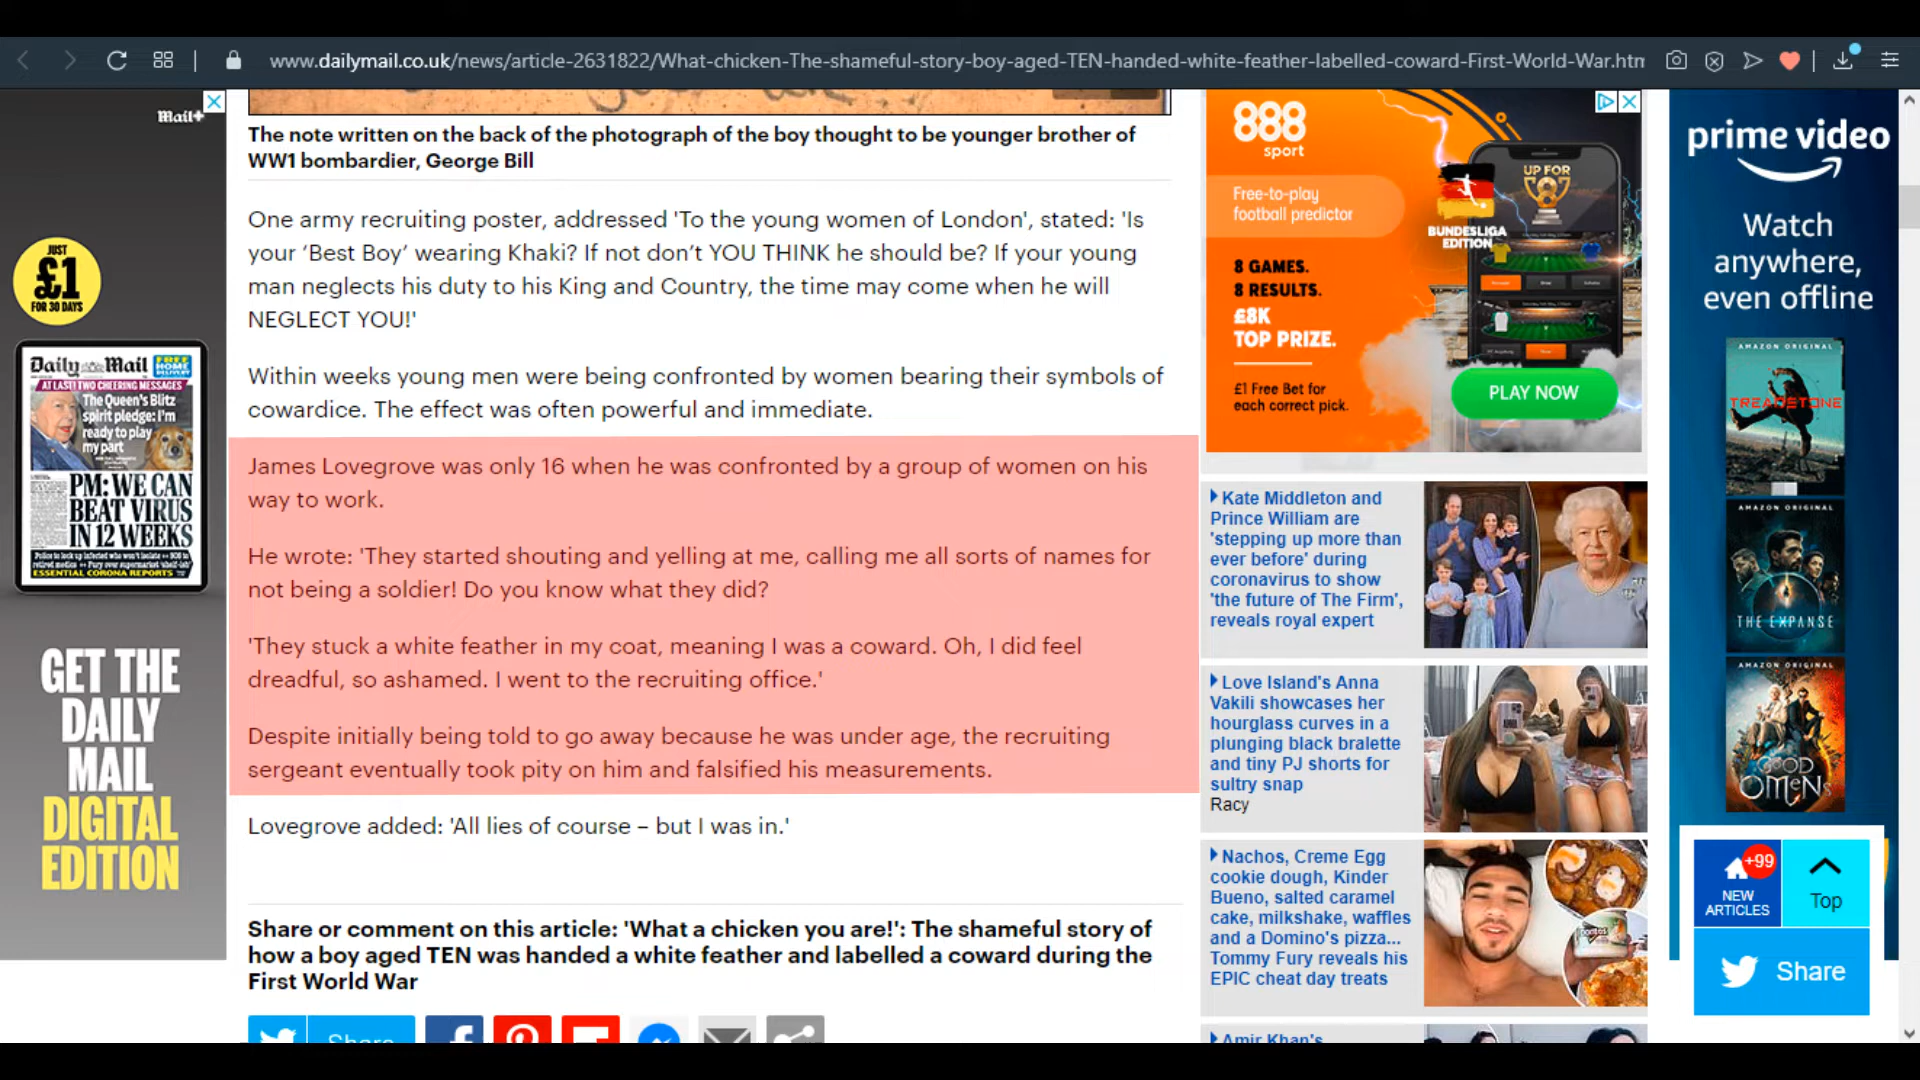 www.dailymail.co.uk/news/article-2631822/What-chicken-The-shameful-story-boy-aged-TEN-handed-white-feather-labelled-coward-First-World-War.htm
Mail+
JUST
£1
FOR 30 DAYS
Daily Mail
FREE
HOME
AT LAST! TWO CHEERING MESSAGES
The Queen's Blitz
spirit pledge: I'm
ready to play
my part
PM: WE CAN
BEAT VIRUS
IN 12 WEEKS
ESSENTIAL CORONA REPORTS
GET THE
DAILY
MAIL
DIGITAL
EDITION
The note written on the back of the photograph of the boy thought to be younger brother of
WW1 bombardier, George Bill
One army recruiting poster, addressed 'To the young women of London', stated: 'Is
your ‘Best Boy’ wearing Khaki? If not don’t YOU THINK he should be? If your young
man neglects his duty to his King and Country, the time may come when he will
NEGLECT YOU!'
Within weeks young men were being confronted by women bearing their symbols of
cowardice. The effect was often powerful and immediate.
James Lovegrove was only 16 when he was confronted by a group of women on his
way to work.
He wrote: 'They started shouting and yelling at me, calling me all sorts of names for
not being a soldier! Do you know what they did?
'They stuck a white feather in my coat, meaning I was a coward. Oh, I did feel
dreadful, so ashamed. I went to the recruiting office.'
Despite initially being told to go away because he was under age, the recruiting
sergeant eventually took pity on him and falsified his measurements.
Lovegrove added: 'All lies of course – but I was in.'
Share or comment on this article: 'What a chicken you are!': The shameful story of
how a boy aged TEN was handed a white feather and labelled a coward during the
First World War
Share
888
sport
Free-to-play
football predictor
UP FOR
BUNDESLIGA
EDITION
8 GAMES.
8 RESULTS.
£8K
TOP PRIZE.
£1 Free Bet for
each correct pick.
PLAY NOW
Kate Middleton and
Prince William are
'stepping up more than
ever before' during
coronavirus to show
'the future of The Firm',
reveals royal expert
Love Island's Anna
Vakili showcases her
hourglass curves in a
plunging black bralette
and tiny PJ shorts for
sultry snap
Racy
Nachos, Creme Egg
cookie dough, Kinder
Bueno, salted caramel
cake, milkshake, waffles
and a Domino's pizza...
Tommy Fury reveals his
EPIC cheat day treats
Amir Khan's
prime video
Watch
anywhere,
even offline
AMAZON ORIGINAL
TREADSTONE
AMAZON ORIGINAL
THE EXPANSE
AMAZON ORIGINAL
GOOD
OMENS
+99
NEW
ARTICLES
Top
Share